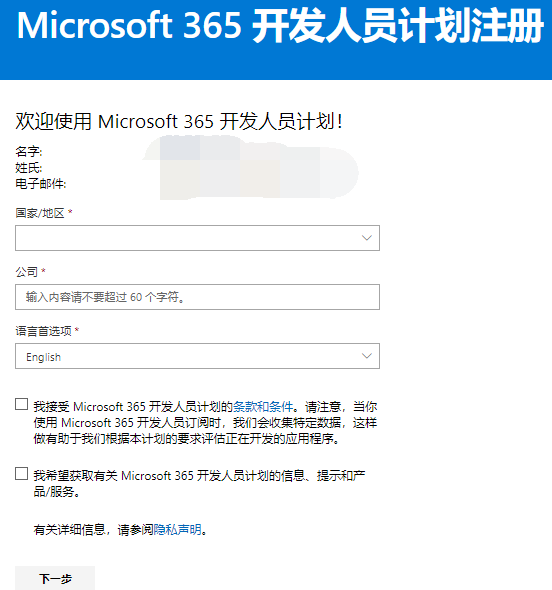 Microsoft 365 开发人员计划注册
欢迎使用 Microsoft 365 开发人员计划！
名字:
姓氏:
电子邮件:
国家/地区 *
公司 *
输入内容请不要超过 60 个字符。
语言首选项 *
English
我接受 Microsoft 365 开发人员计划的条款和条件。请注意，当你
使用 Microsoft 365 开发人员订阅时，我们会收集特定数据，这样
做有助于我们根据本计划的要求评估正在开发的应用程序。
我希望获取有关 Microsoft 365 开发人员计划的信息、提示和产
品/服务。
有关详细信息，请参阅隐私声明。
下一步